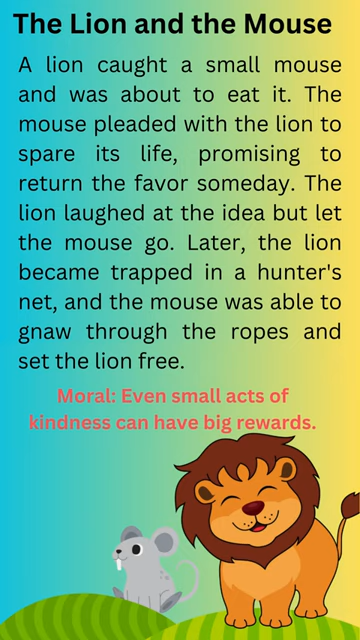 The Lion and the Mouse
A lion caught a small mouse
and was about to eat it. The
mouse pleaded with the lion to
spare its life, promising to
return the favor someday. The
lion laughed at the idea but let
the mouse go. Later, the lion
became trapped in a hunter's
net, and the mouse was able to
gnaw through the ropes and
set the lion free.
Moral: Even small acts of
kindness can have big rewards.